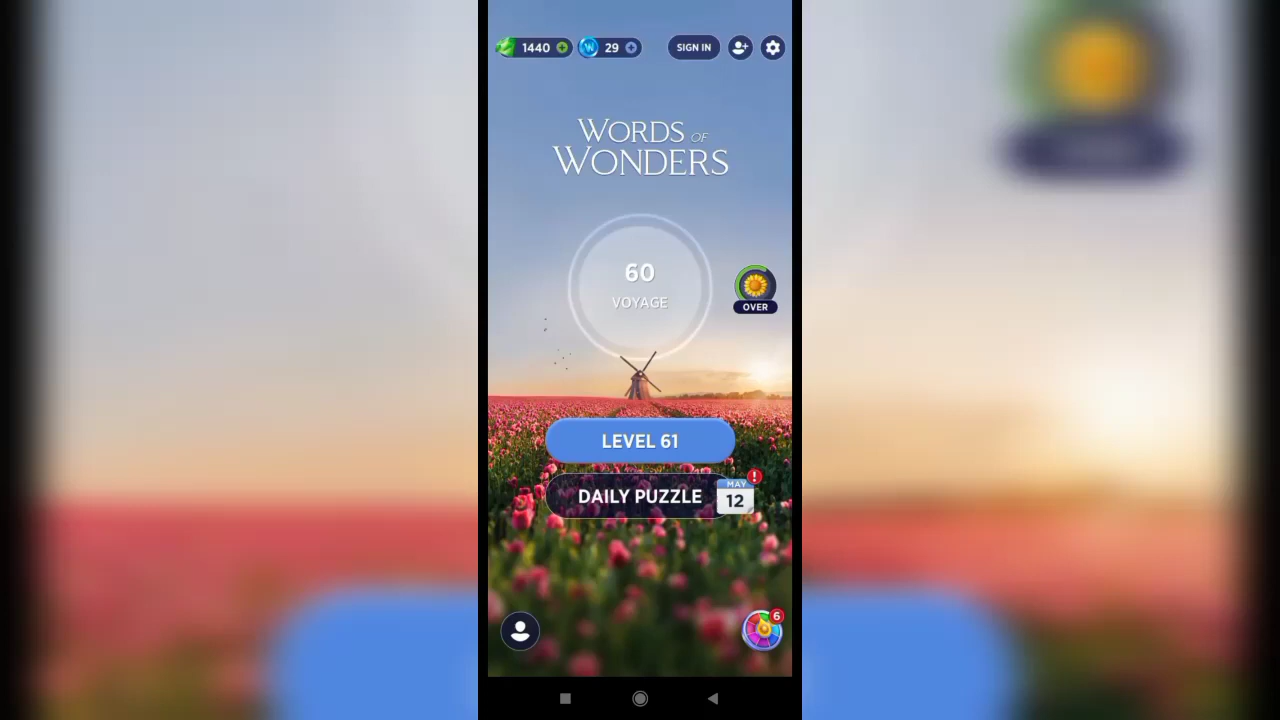 1440
29
SIGN IN
WORDS OF
WONDERS
60
VOYAGE
OVER
LEVEL 61
DAILY PUZZLE
MAY
12
!
6